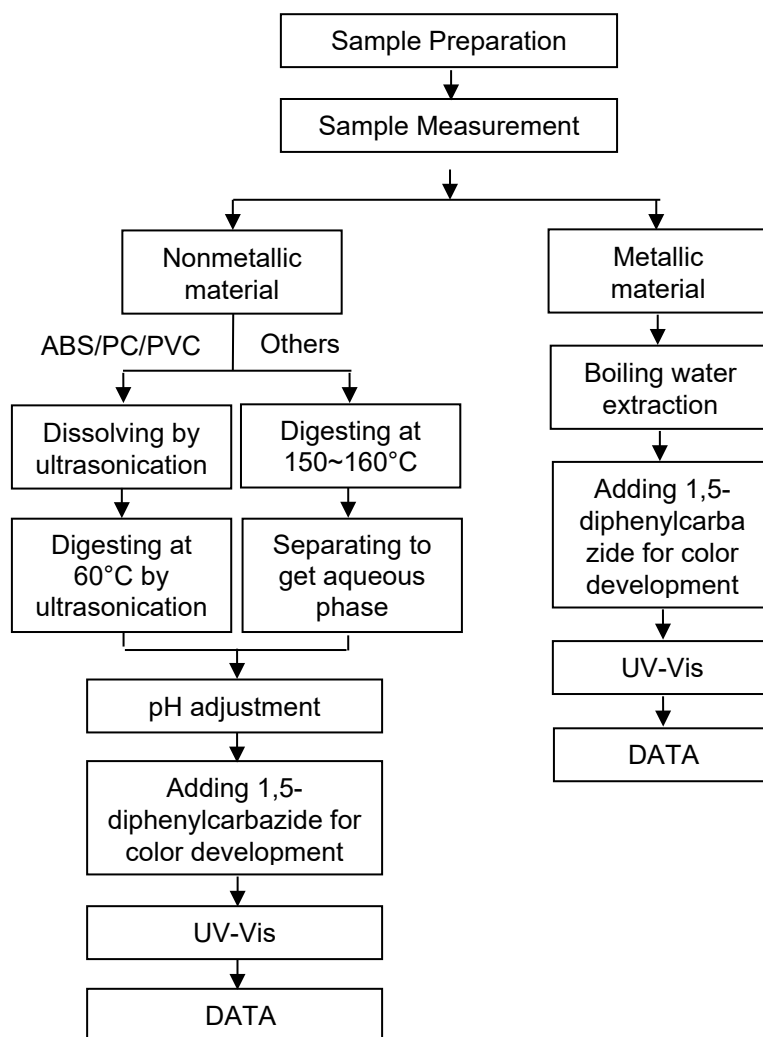 Sample Preparation
Sample Measurement
Nonmetallic
material
Metallic
material
ABS/PC/PVC
Others
Boiling water
extraction
Dissolving by
ultrasonication
Digesting at
150~160°C
Adding 1,5-
diphenylcarba
zide for color
development
Digesting at
60°C by
ultrasonication
Separating to
get aqueous
phase
UV-Vis
pH adjustment
DATA
Adding 1,5-
diphenylcarbazide for
color development
UV-Vis
DATA